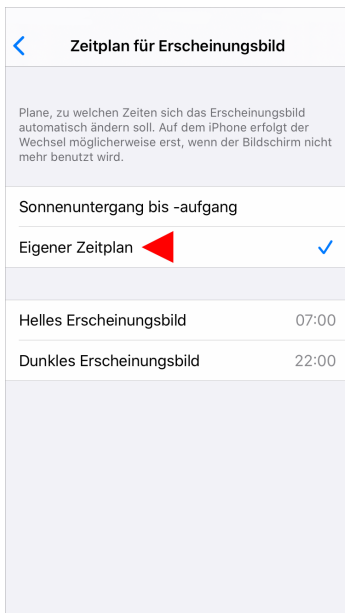 Zeitplan für Erscheinungsbild
Plane, zu welchen Zeiten sich das Erscheinungsbild
automatisch ändern soll. Auf dem iPhone erfolgt der
Wechsel möglicherweise erst, wenn der Bildschirm nicht
mehr benutzt wird.
Sonnenuntergang bis -aufgang
Eigener Zeitplan
Helles Erscheinungsbild 07:00
Dunkles Erscheinungsbild 22:00